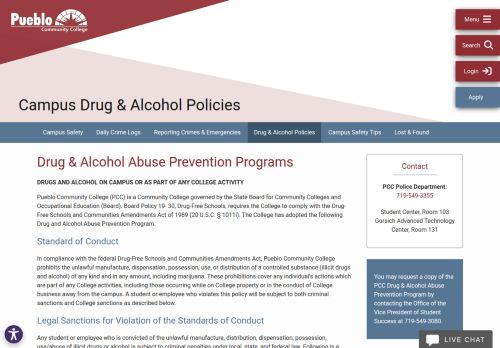 Pueblo
Community College
Menu
Search
Login
Apply
Campus Drug & Alcohol Policies
Campus Safety
Daily Crime Logs
Reporting Crimes & Emergencies
Drug & Alcohol Policies
Campus Safety Tips
Lost & Found
Drug & Alcohol Abuse Prevention Programs
DRUGS AND ALCOHOL ON CAMPUS OR AS PART OF ANY COLLEGE ACTIVITY
Pueblo Community College (PCC) is a Community College governed by the State Board for Community Colleges and
Occupational Education (Board). Board Policy 19- 30, Drug-Free Schools, requires the College to comply with the Drug-
Free Schools and Communities Amendments Act of 1989 (20 U.S.C. § 1011i). The College has adopted the following
Drug and Alcohol Abuse Prevention Program.
Standard of Conduct
In compliance with the federal Drug-Free Schools and Communities Amendments Act, Pueblo Community College
prohibits the unlawful manufacture, dispensation, possession, use, or distribution of a controlled substance (illicit drugs
and alcohol) of any kind and in any amount, including marijuana. These prohibitions cover any individual's actions which
are part of any College activities, including those occurring while on College property or in the conduct of College
business away from the campus. A student or employee who violates this policy will be subject to both criminal
sanctions and College sanctions as described below.
Legal Sanctions for Violation of the Standards of Conduct
Any student or employee who is convicted of the unlawful manufacture, distribution, dispensation, possession,
use/abuse of illicit drugs or alcohol is subject to criminal penalties under local, state, and federal law. Following is a
Contact
PCC Police Department:
719-549-3355
Student Center, Room 103
Gorsich Advanced Technology
Center, Room 131
You may request a copy of the
PCC Drug & Alcohol Abuse
Prevention Program by
contacting the Office of the
Vice President of Student
Success at 719-549-3080.
LIVE CHAT